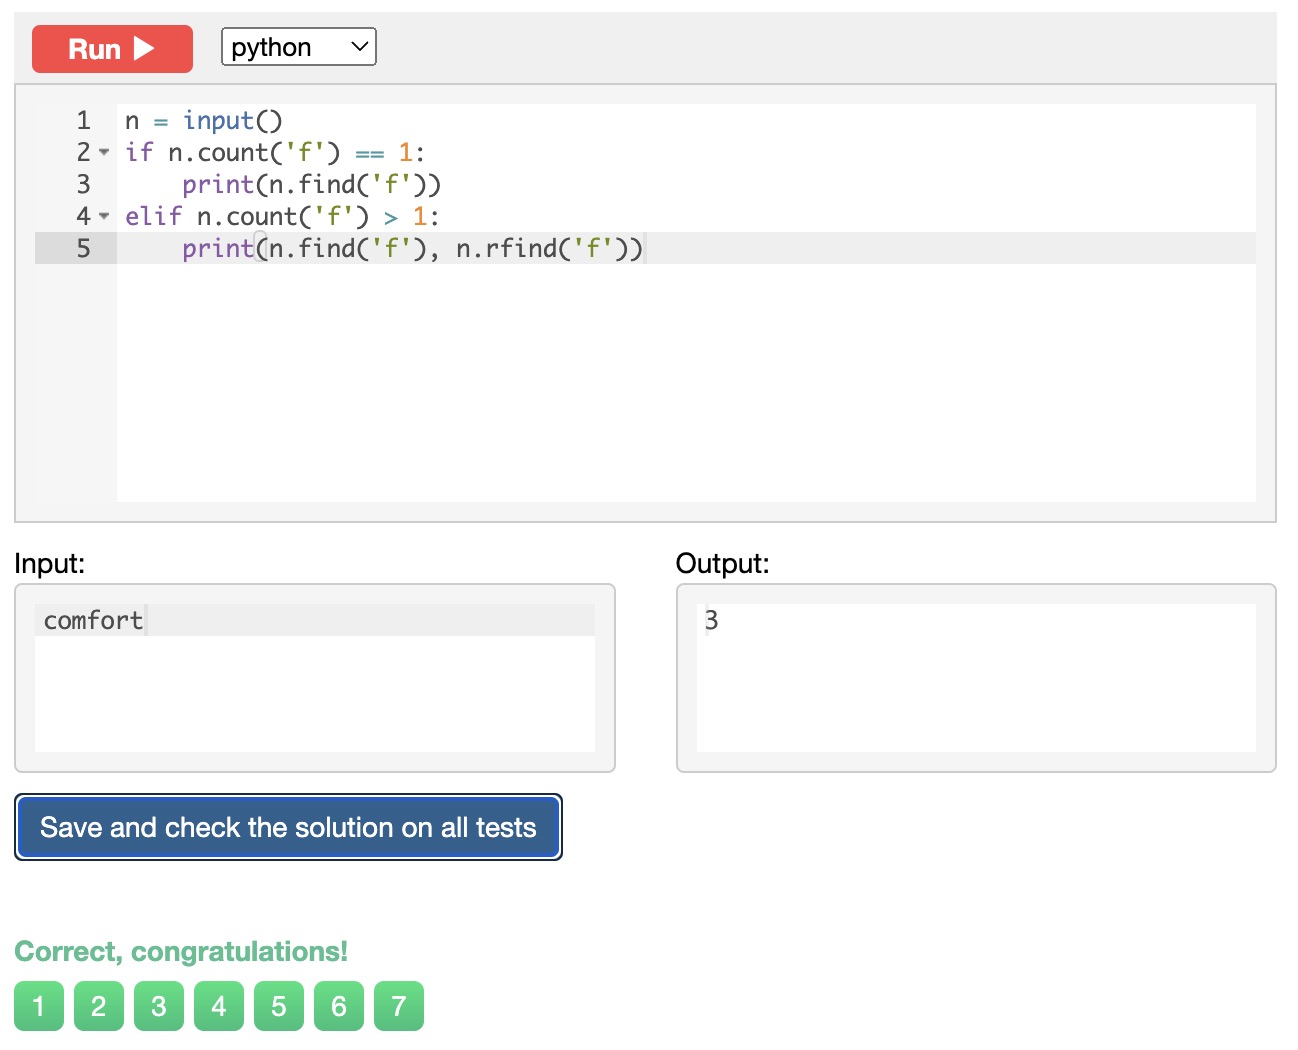 Run python
1 n = input()
2 if n.count('f') == 1:
3     print(n.find('f'))
4 elif n.count('f') > 1:
5     print(n.find('f'), n.rfind('f'))
Input: Output:
comfort 3
Save and check the solution on all tests
Correct, congratulations!
1 2 3 4 5 6 7